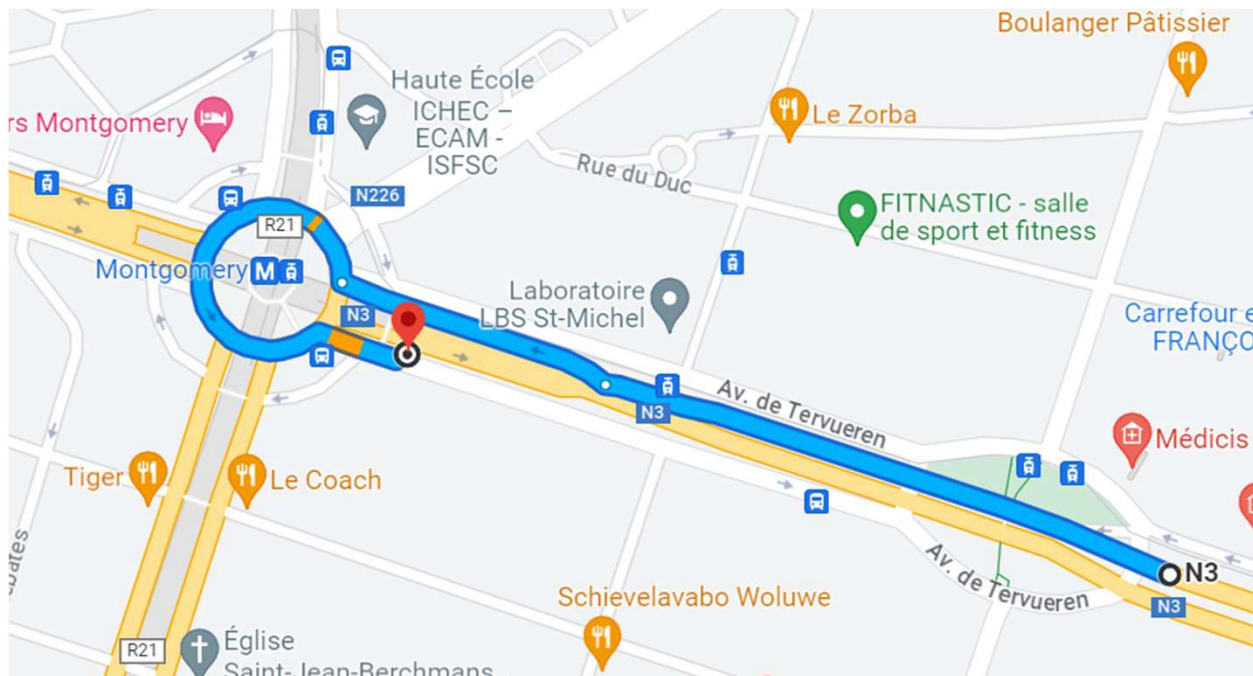 Boulanger Pâtissier
Haute École
ICHEC –
ECAM -
ISFSC
rs Montgomery
Le Zorba
Rue du Duc
N226
R21
FITNASTIC - salle
de sport et fitness
Montgomery
M
Laboratoire
LBS St-Michel
N3
Carrefour e
FRANÇO
Av. de Tervueren
N3
Médicis
Tiger
Le Coach
Av. de Tervueren
N3
N3
Schievelavabo Woluwe
R21
Église
Saint-Jean-Berchmans